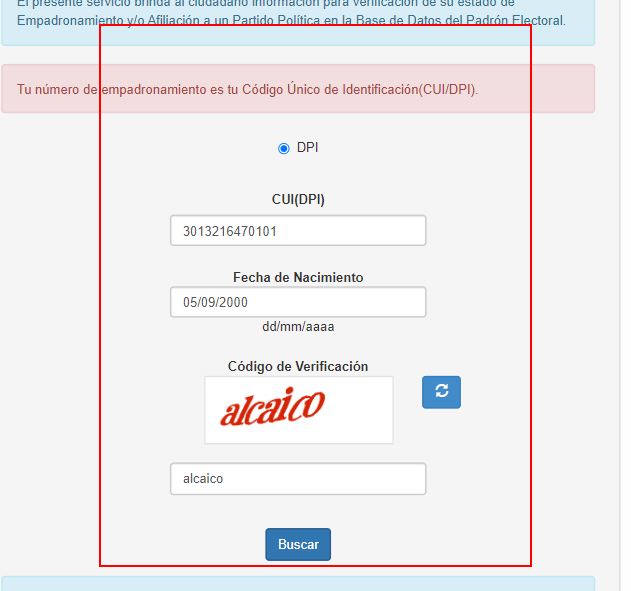 El presente servicio brinda al ciudadano información para verificación de su estado de
Empadronamiento y/o Afiliación a un Partido Política en la Base de Datos del Padrón Electoral.
Tu número de empadronamiento es tu Código Único de Identificación(CUI/DPI).
DPI
CUI(DPI)
3013216470101
Fecha de Nacimiento
05/09/2000
dd/mm/aaaa
Código de Verificación
alcaico
alcaico
Buscar